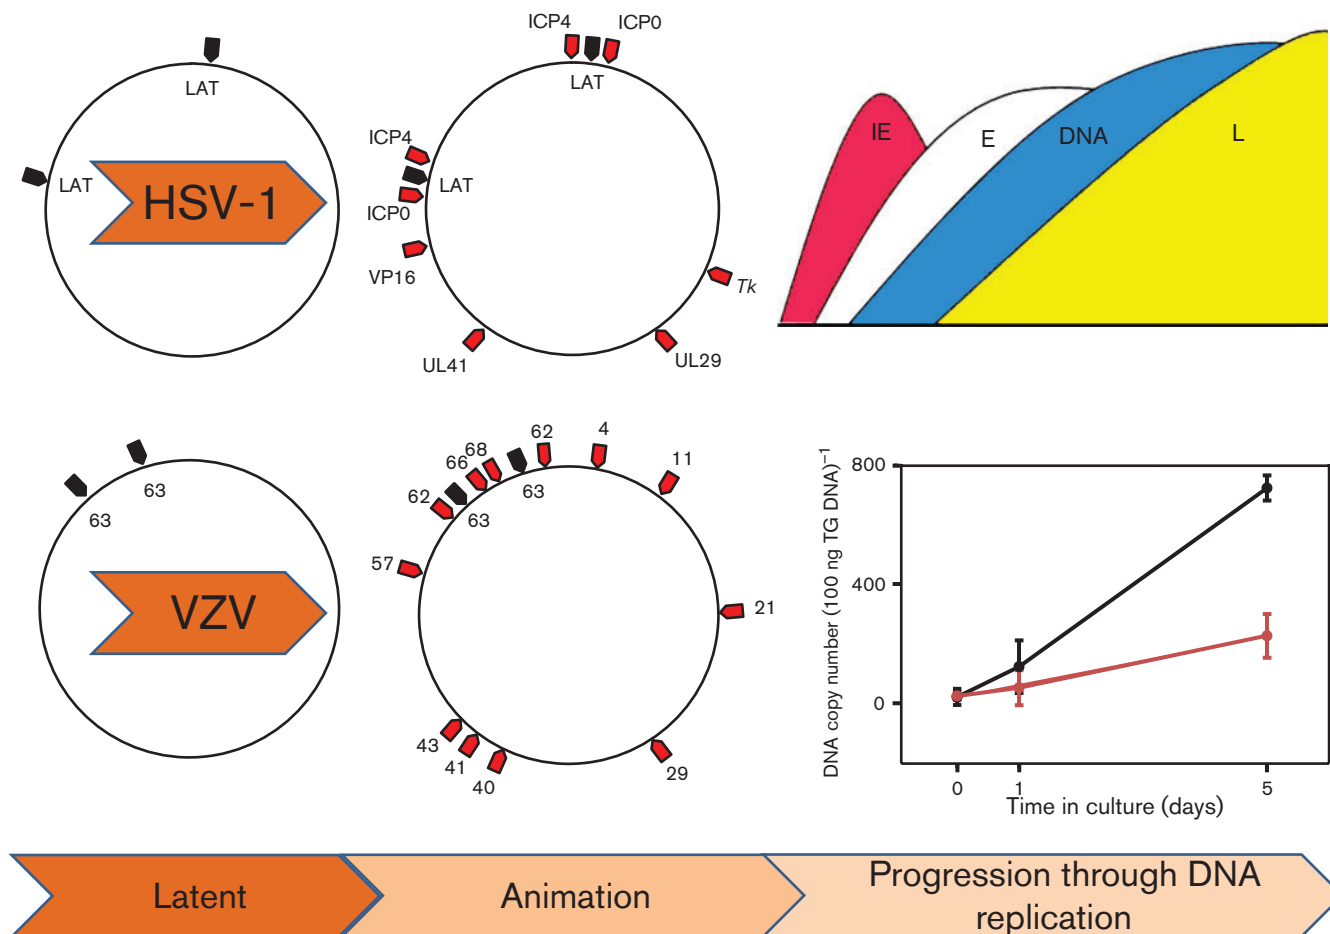 LAT
LAT
HSV-1
ICP4
ICP0
LAT
ICP4
LAT
ICP0
VP16
UL41
UL29
Tk
IE
E
DNA
L
63
63
VZV
62
4
11
68
66
62
63
63
57
21
43
41
40
29
DNA copy number (100 ng TG DNA)⁻¹
800
400
0
0
1
5
Time in culture (days)
Latent
Animation
Progression through DNA
replication